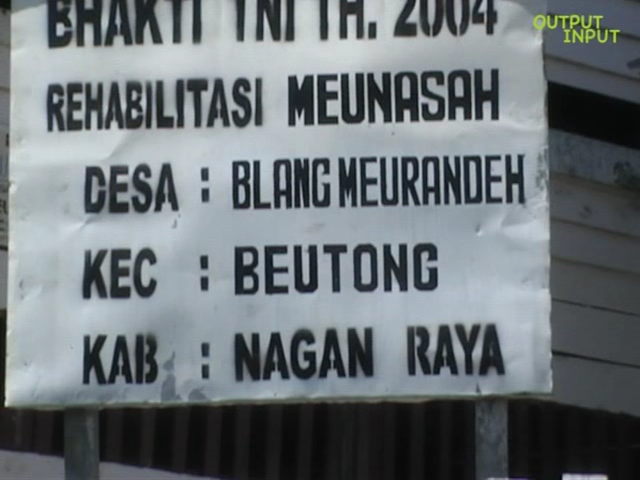 BHAKTI TNI TH. 2004
REHABILITASI MEUNASAH
DESA : BLANG MEURANDEH
KEC : BEUTONG
KAB : NAGAN RAYA
OUTPUT
INPUT